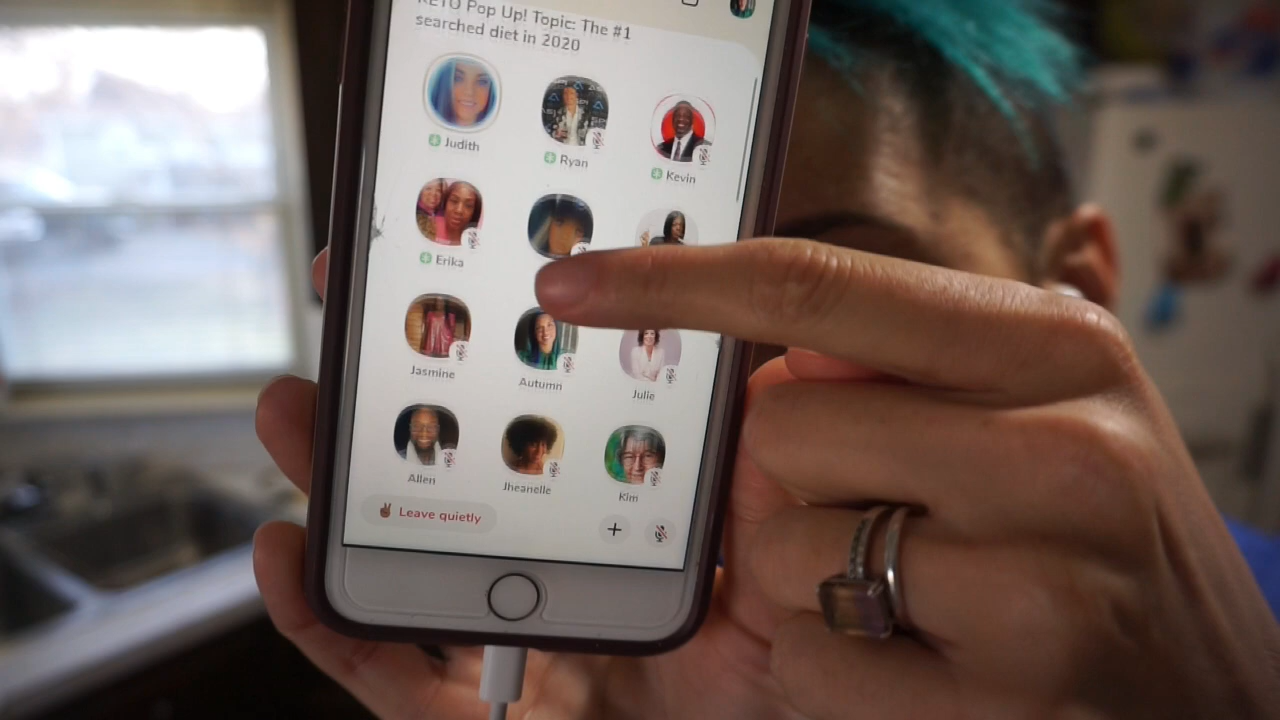 KETO Pop Up! Topic: The #1
searched diet in 2020
Judith
Ryan
Kevin
Erika
Jasmine
Autumn
Julie
Allen
Jheanelle
Kim
Leave quietly